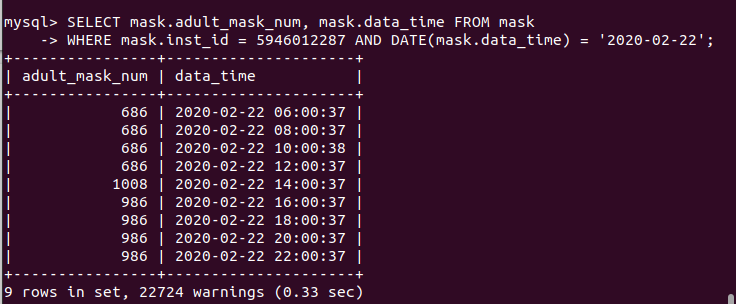 mysql> SELECT mask.adult_mask_num, mask.data_time FROM mask
    -> WHERE mask.inst_id = 5946012287 AND DATE(mask.data_time) = '2020-02-22';
+----------------+---------------------+
| adult_mask_num | data_time           |
+----------------+---------------------+
|            686 | 2020-02-22 06:00:37 |
|            686 | 2020-02-22 08:00:37 |
|            686 | 2020-02-22 10:00:38 |
|            686 | 2020-02-22 12:00:37 |
|           1008 | 2020-02-22 14:00:37 |
|            986 | 2020-02-22 16:00:37 |
|            986 | 2020-02-22 18:00:37 |
|            986 | 2020-02-22 20:00:37 |
|            986 | 2020-02-22 22:00:37 |
+----------------+---------------------+
9 rows in set, 22724 warnings (0.33 sec)